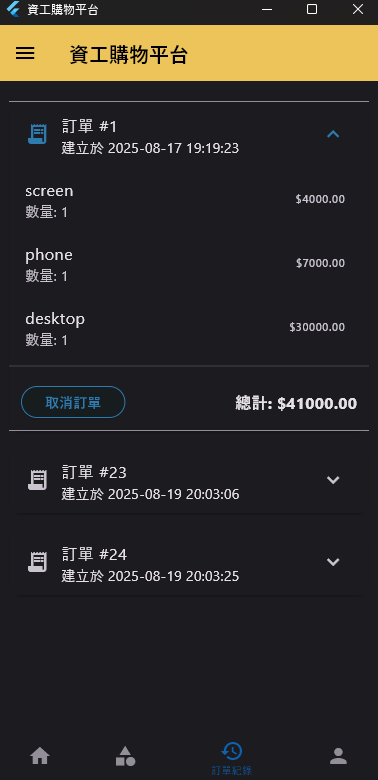 資工購物平台
資工購物平台
訂單 #1
建立於 2025-08-17 19:19:23
screen
數量: 1
$4000.00
phone
數量: 1
$7000.00
desktop
數量: 1
$30000.00
取消訂單
總計: $41000.00
訂單 #23
建立於 2025-08-19 20:03:06
訂單 #24
建立於 2025-08-19 20:03:25
訂單紀錄